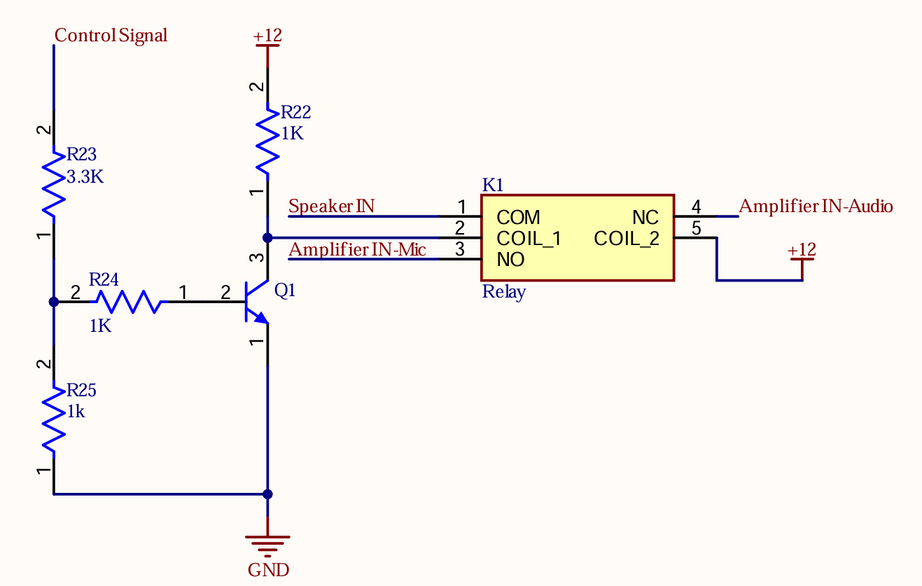 Control Signal
+12
2
R22
1K
2
R23
3.3K
1
K1
1
Speaker IN
1
COM
NC
4
Amplifier IN-Audio
1
2
COIL_1
COIL_2
5
Amplifier IN-Mic
3
NO
+12
3
R24
2
1
2
Q1
Relay
1K
1
2
R25
1k
1
GND